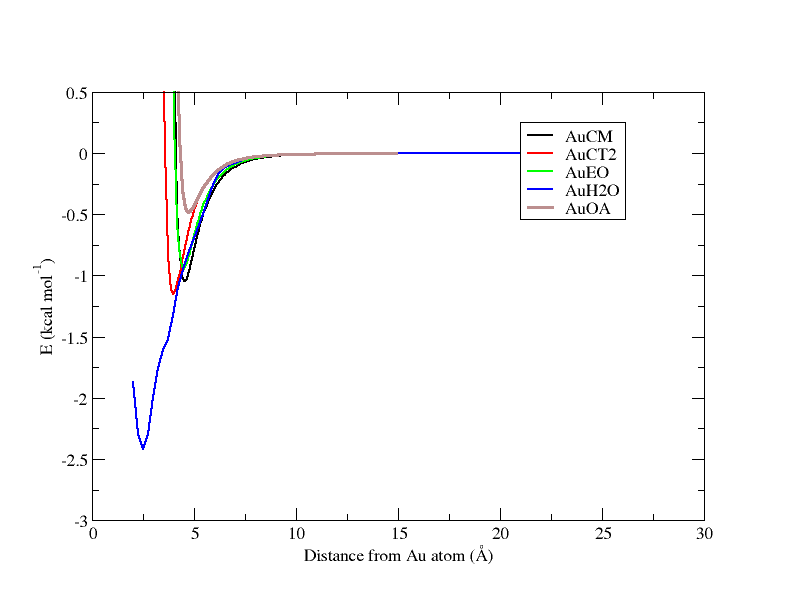 0.5
0
-0.5
-1
-1.5
-2
-2.5
-3
E (kcal mol-1)
0 5 10 15 20 25 30
Distance from Au atom (Å)
AuCM
AuCT2
AuEO
AuH2O
AuOA